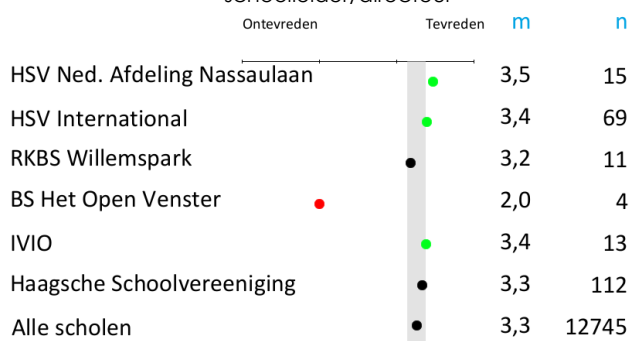 schoolleider/directeur
Ontevreden Tevreden m n
HSV Ned. Afdeling Nassaulaan 3,5 15
HSV International 3,4 69
RKBS Willemspark 3,2 11
BS Het Open Venster 2,0 4
IVIO 3,4 13
Haagsche Schoolvereeniging 3,3 112
Alle scholen 3,3 12745